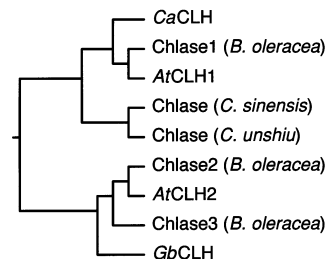 CaCLH
Chlase1 (B. oleracea)
AtCLH1
Chlase (C. sinensis)
Chlase (C. unshiu)
Chlase2 (B. oleracea)
AtCLH2
Chlase3 (B. oleracea)
GbCLH